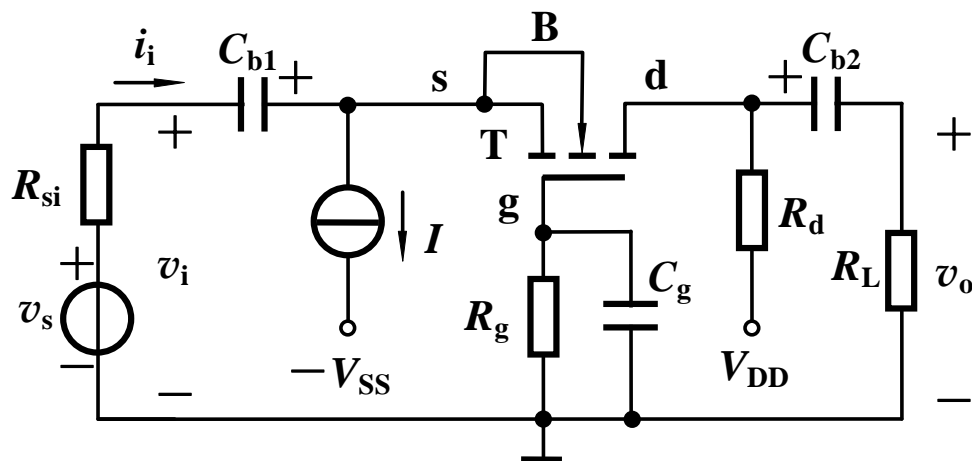 i_i
C_b1
+
s
B
d
+
C_b2
+
T
+
R_si
g
R_d
I
+
v_s
v_i
R_g
C_g
R_L
v_o
−
−V_SS
V_DD
−
−